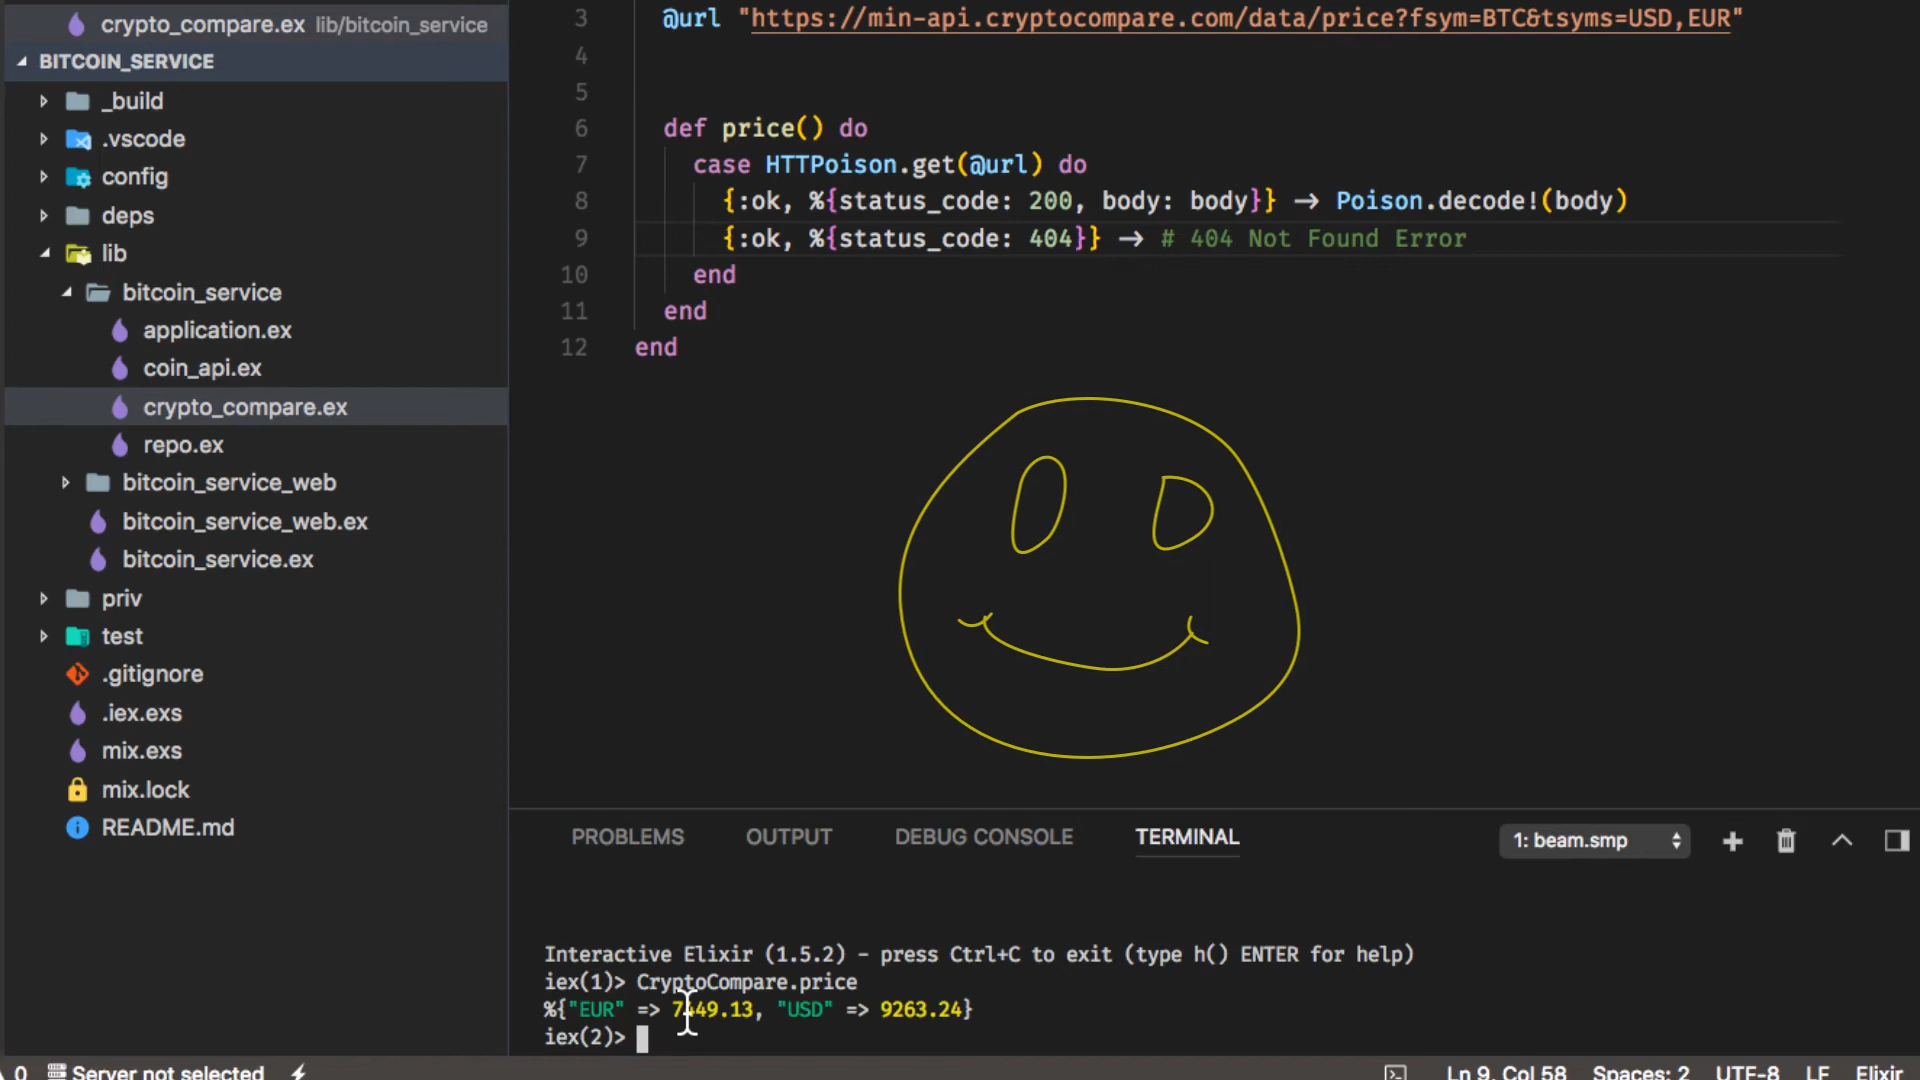 crypto_compare.ex lib/bitcoin_service
BITCOIN_SERVICE
_build
.vscode
config
deps
lib
bitcoin_service
application.ex
coin_api.ex
crypto_compare.ex
repo.ex
bitcoin_service_web
bitcoin_service_web.ex
bitcoin_service.ex
priv
test
.gitignore
.iex.exs
mix.exs
mix.lock
README.md
3 @url "https://min-api.cryptocompare.com/data/price?fsym=BTC&tsyms=USD,EUR"
4
5
6 def price() do
7 case HTTPoison.get(@url) do
8 {:ok, %{status_code: 200, body: body}} -> Poison.decode!(body)
9 {:ok, %{status_code: 404}} -> # 404 Not Found Error
10 end
11 end
12 end
PROBLEMS OUTPUT DEBUG CONSOLE TERMINAL 1: beam.smp
Interactive Elixir (1.5.2) - press Ctrl+C to exit (type h() ENTER for help)
iex(1)> CryptoCompare.price
%{"EUR" => 7449.13, "USD" => 9263.24}
iex(2)>
0 Server not selected Ln 9, Col 58 Spaces: 2 UTF-8 LF Elixir